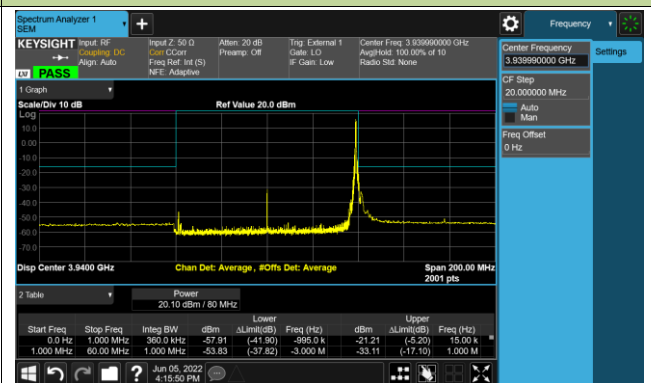 Spectrum Analyzer 1
SEM
Frequency
KEYSIGHT
Input: RF
Coupling: DC
Align: Auto
Input Z: 50 Ω
Corr CCorr
Freq Ref: Int (S)
NFE: Adaptive
Atten: 20 dB
Preamp: Off
Trig: External 1
Gate: LO
IF Gain: Low
Center Freq: 3.939990000 GHz
Avg|Hold: 100.00% of 10
Radio Std: None
LV PASS
Center Frequency
3.939990000 GHz
Settings
CF Step
20.000000 MHz
Auto
Man
Freq Offset
0 Hz
1 Graph
Scale/Div 10 dB
Ref Value 20.0 dBm
Log
10.0
0.00
-10.0
-20.0
-30.0
-40.0
-50.0
-60.0
-70.0
Disp Center 3.9400 GHz
Chan Det: Average , #Offs Det: Average
Span 200.00 MHz
2001 pts
2 Table
Power
20.10 dBm / 80 MHz
Lower Upper
Start Freq Stop Freq Integ BW dBm ΔLimit(dB) Freq (Hz) dBm ΔLimit(dB) Freq (Hz)
0.0 Hz 1.000 MHz 360.0 kHz -57.91 (-41.90) -995.0 k -21.21 (-5.20) 15.00 k
1.000 MHz 60.00 MHz 1.000 MHz -53.83 (-37.82) -3.000 M -33.11 (-17.10) 1.000 M
Jun 05, 2022
4:15:50 PM